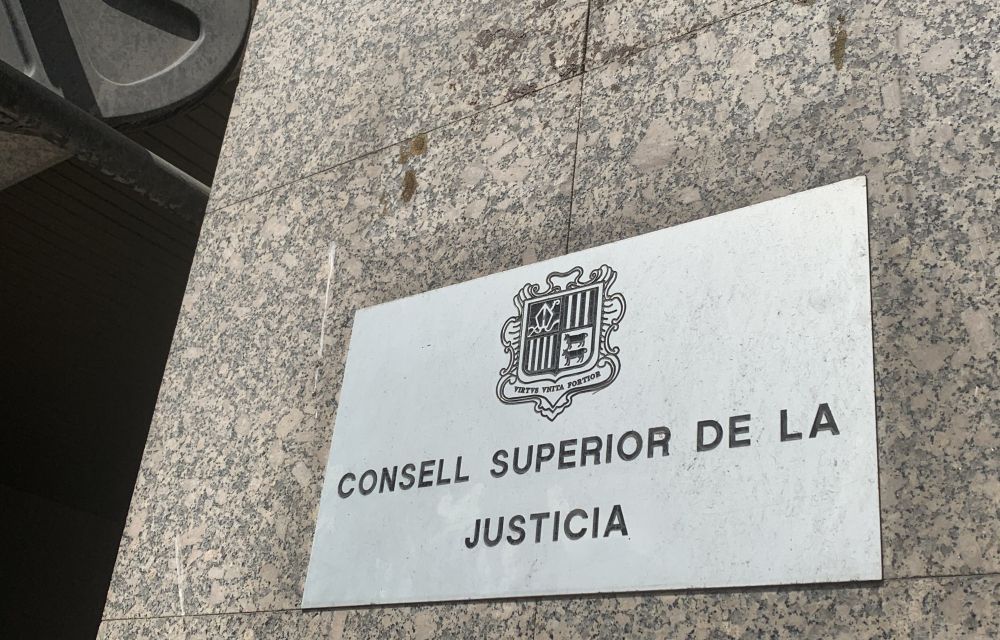 VIRTVS VNITA FORTIOR
CONSELL SUPERIOR DE LA
JUSTICIA